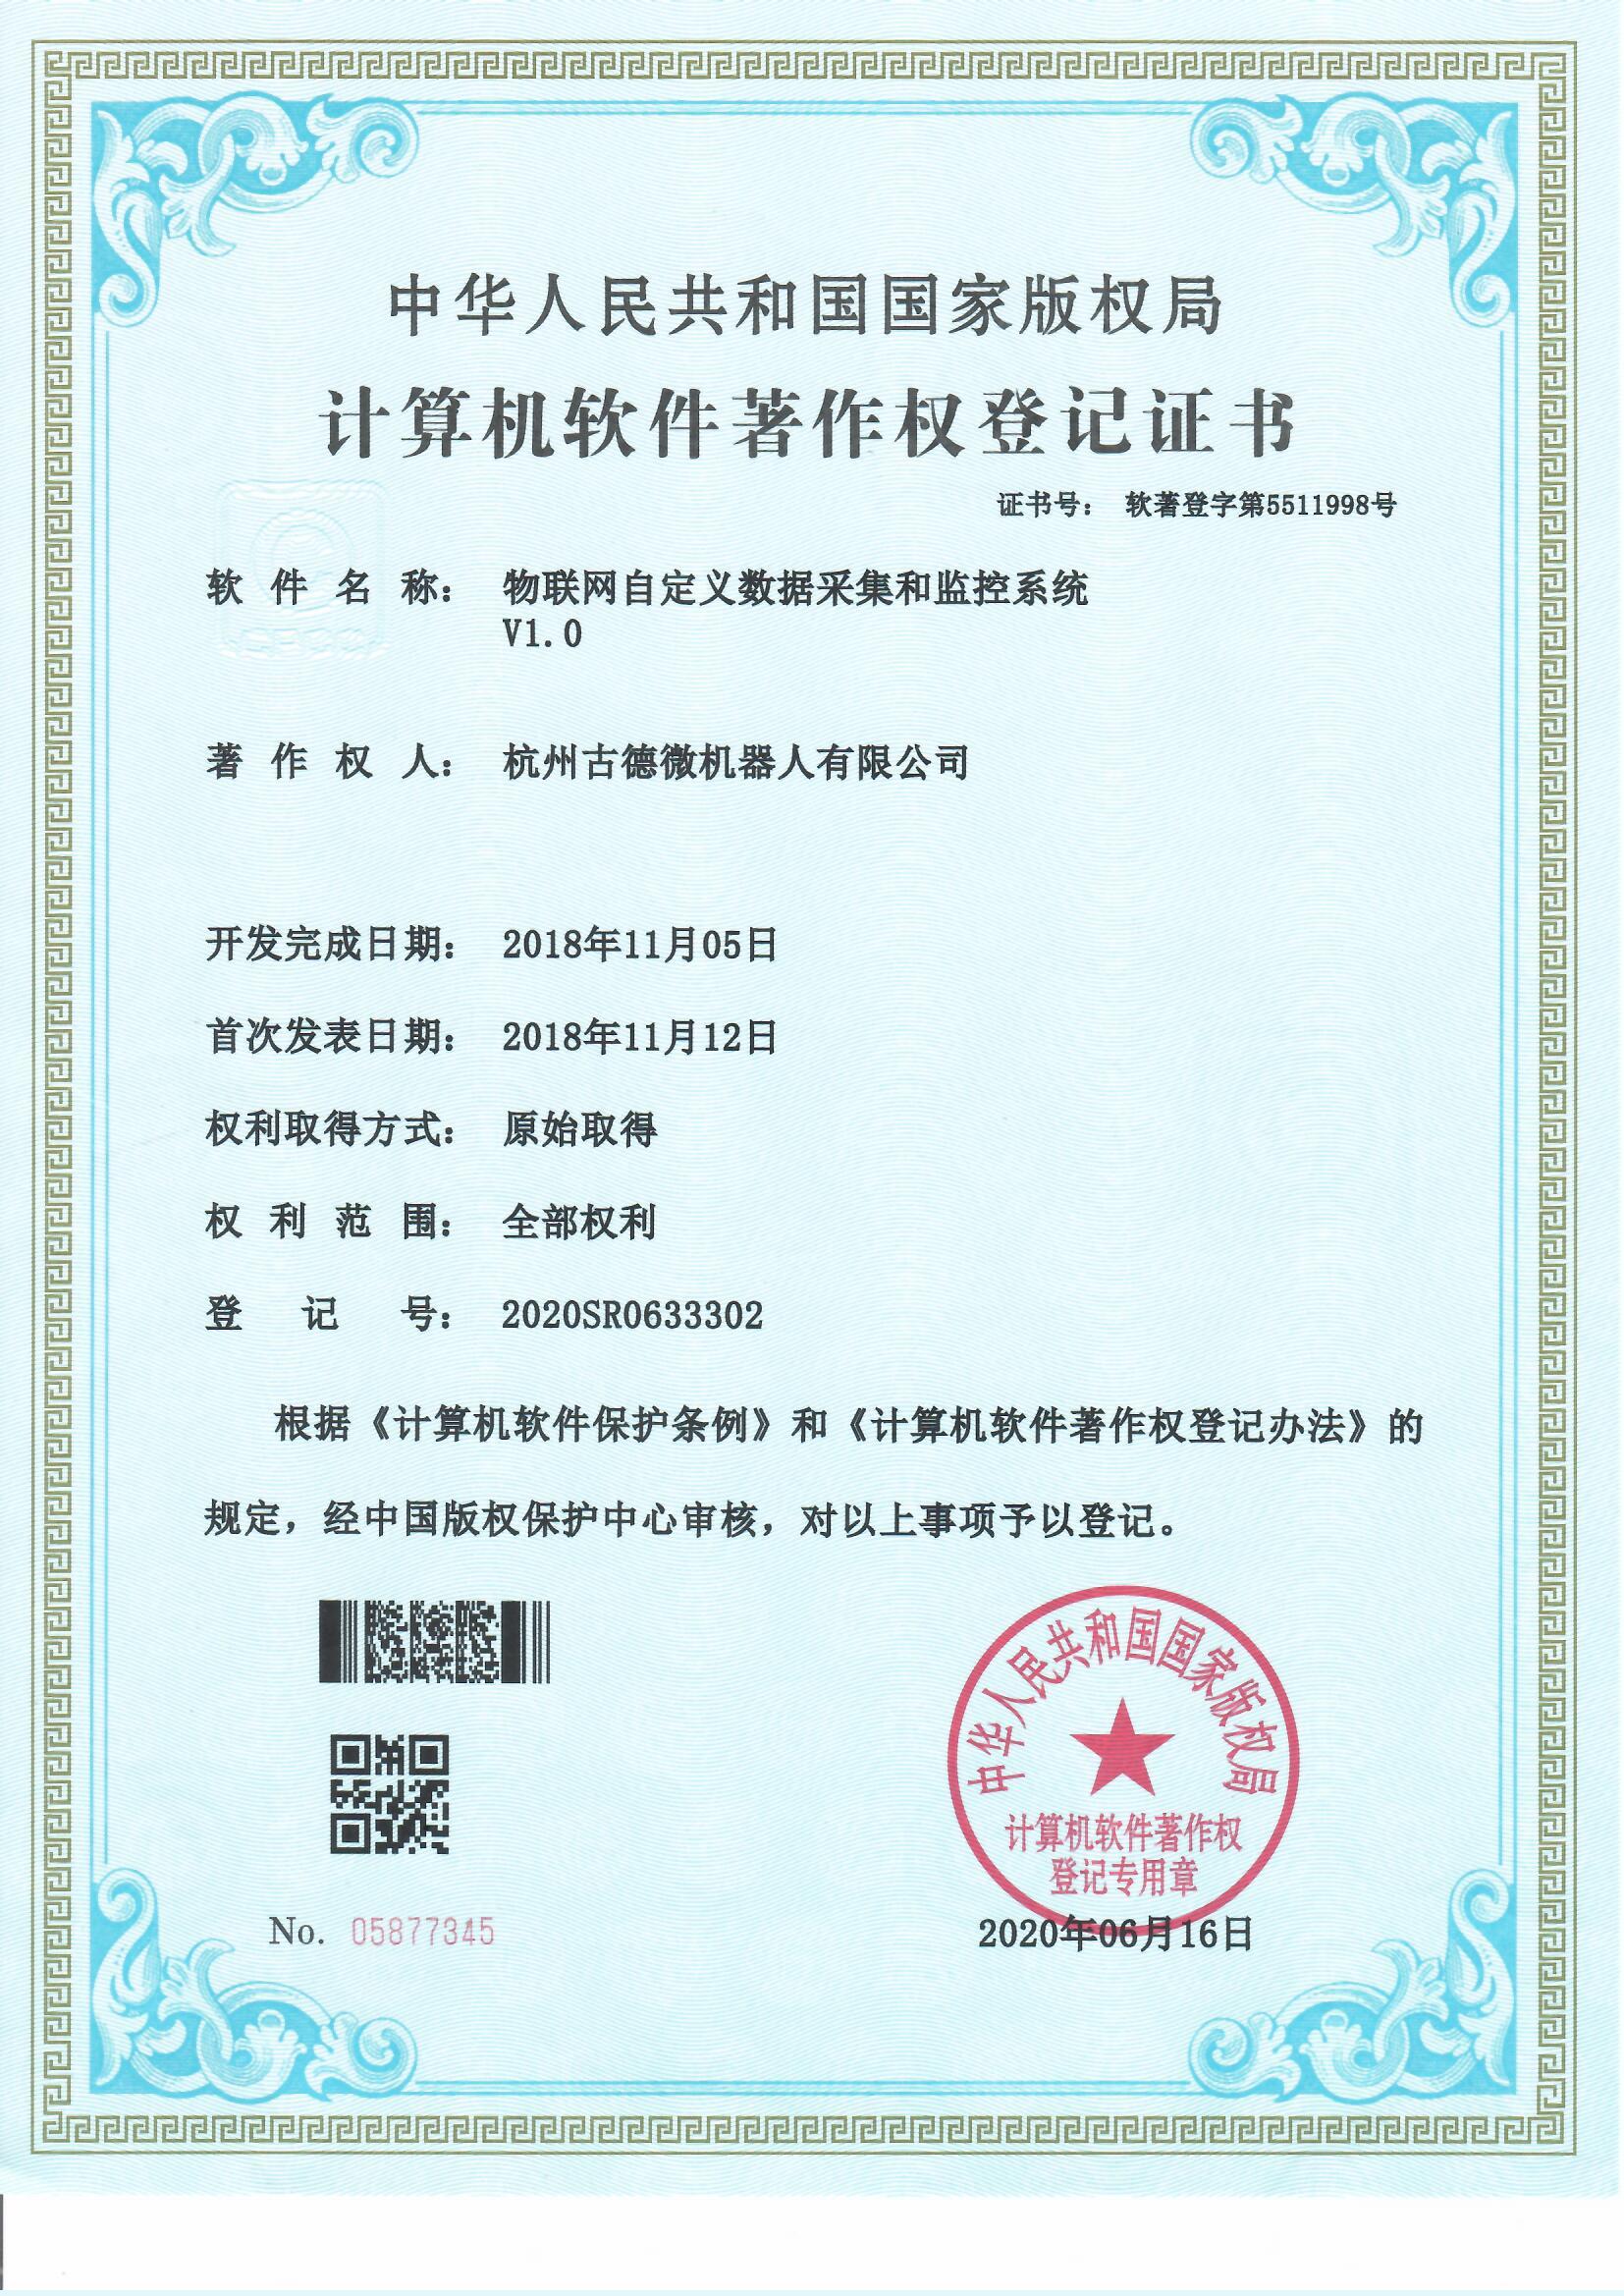 中华人民共和国国家版权局
计算机软件著作权登记证书
证书号： 软著登字第5511998号
软件名称： 物联网自定义数据采集和监控系统
V1.0
著作权人： 杭州古德微机器人有限公司
开发完成日期： 2018年11月05日
首次发表日期： 2018年11月12日
权利取得方式： 原始取得
权利范围： 全部权利
登记号： 2020SR0633302
根据《计算机软件保护条例》和《计算机软件著作权登记办法》的
规定，经中国版权保护中心审核，对以上事项予以登记。
中华人民共和国国家版权局
计算机软件著作权
登记专用章
No. 05877345
2020年06月16日